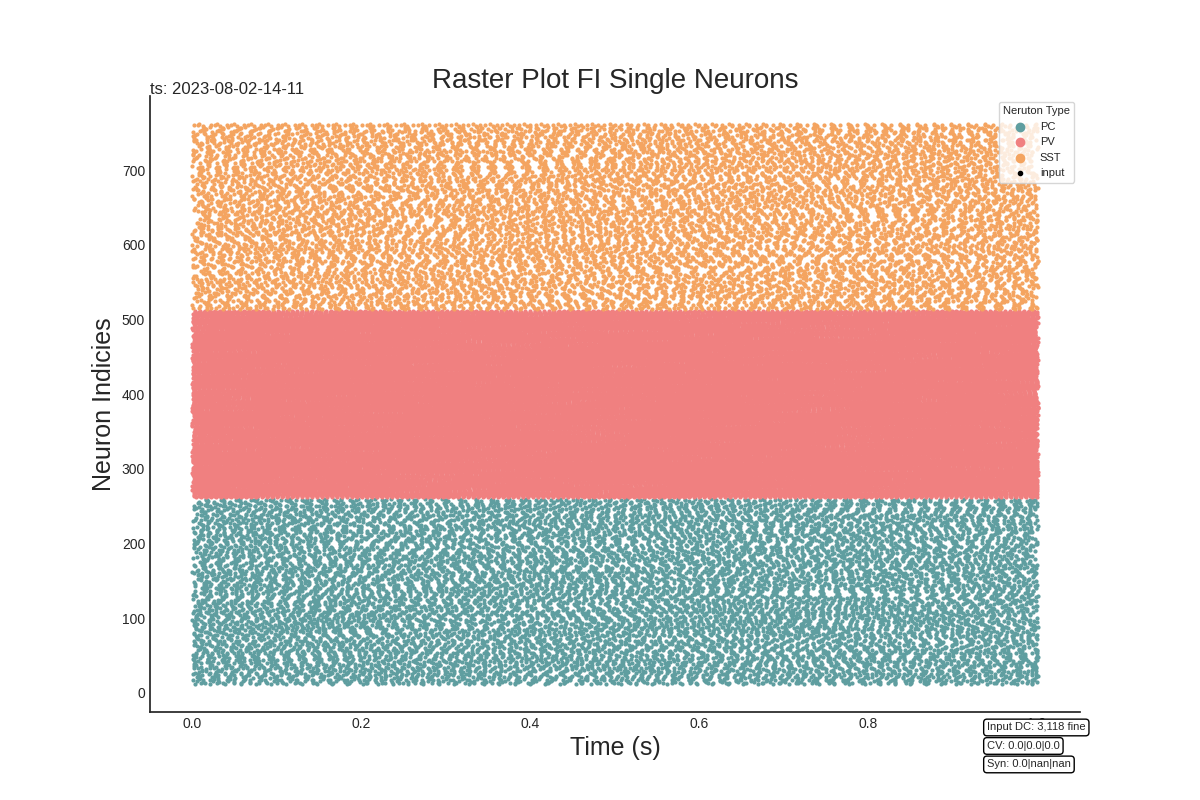 Raster Plot FI Single Neurons
ts: 2023-08-02-14-11
Neruton Type
PC
PV
SST
input
Neuron Indicies
700
600
500
400
300
200
100
0
0.0 0.2 0.4 0.6 0.8
Time (s)
Input DC: 3,118 fine
CV: 0.0|0.0|0.0
Syn: 0.0|nan|nan